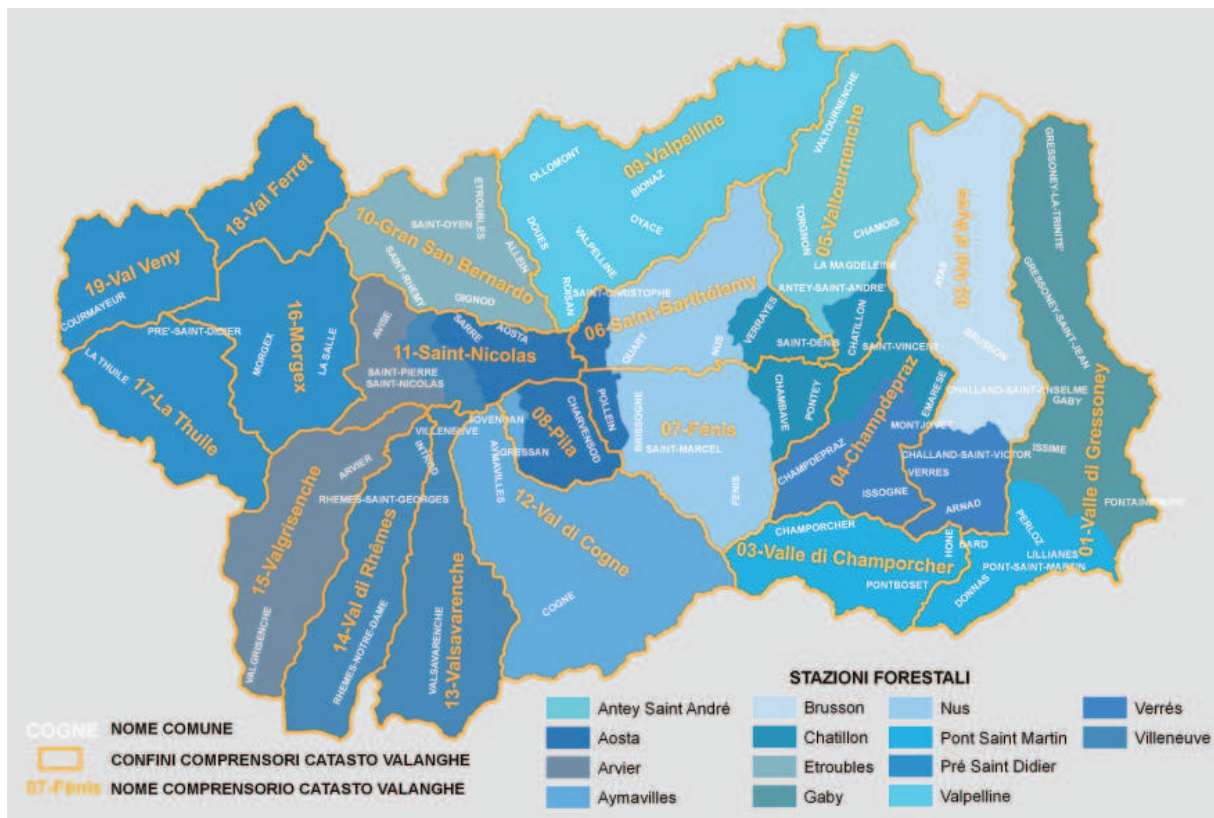 GRESSONEY-LA-TRINITE'
VALTOURNENCHE
09-Valpelline
OLLOMONT
BIONAZ
18-Val Ferret
ETROUBLES
SAINT-OYEN
10-Gran San Bernardo
DOUES
OYACE
VALPELLINE
ALLEIN
TORGNON
CHAMOIS
05-Valtournenche
19-Val Veny
COURMAYEUR
SAINT-RHEMY
GIGNOD
ROISAN
SAINT-CHRISTOPHE
LA MAGDELEINE
ANTEY-SAINT-ANDRE'
AYAS
02-Val d'Ayas
GRESSONEY-SAINT-JEAN
PRE'-SAINT-DIDIER
16-Morgex
MORGEX
LA SALLE
AVISE
SARRE
AOSTA
06-Saint-Barthélemy
QUART
NUS
VERRAYES
SAINT-DENIS
CHATILLON
SAINT-VINCENT
BRUSSON
LA THUILE
17-La Thuile
11-Saint-Nicolas
SAINT-PIERRE
SAINT-NICOLAS
EMARESE
CHALLAND-SAINT-ANSELME
GABY
VILLENEUVE
JOVENCAN
08-Pila
CHARVENSOD
POLLEIN
BRISSOGNE
07-Fénis
SAINT-MARCEL
CHAMBAVE
PONTEY
04-Champdepraz
MONTJOVET
INTROD
AYMAVILLES
GRESSAN
ISSIME
01-Valle di Gressoney
ARVIER
CHAMPDEPRAZ
CHALLAND-SAINT-VICTOR
VERRES
RHEMES-SAINT-GEORGES
12-Val di Cogne
FENIS
ISSOGNE
ARNAD
FONTAINEMORE
15-Valgrisenche
14-Val di Rhêmes
13-Valsavarenche
CHAMPORCHER
03-Valle di Champorcher
HONE
BARD
PERLOZ
LILLIANES
PONT-SAINT-MARTIN
PONTBOSET
DONNAS
COGNE
VALGRISENCHE
RHEMES-NOTRE-DAME
VALSAVARENCHE
STAZIONI FORESTALI
Antey Saint André
Aosta
Arvier
Aymavilles
Brusson
Chatillon
Etroubles
Gaby
Nus
Pont Saint Martin
Pré Saint Didier
Valpelline
Verrés
Villeneuve
COGNE NOME COMUNE
CONFINI COMPRENSORI CATASTO VALANGHE
07-Fénis NOME COMPRENSORIO CATASTO VALANGHE